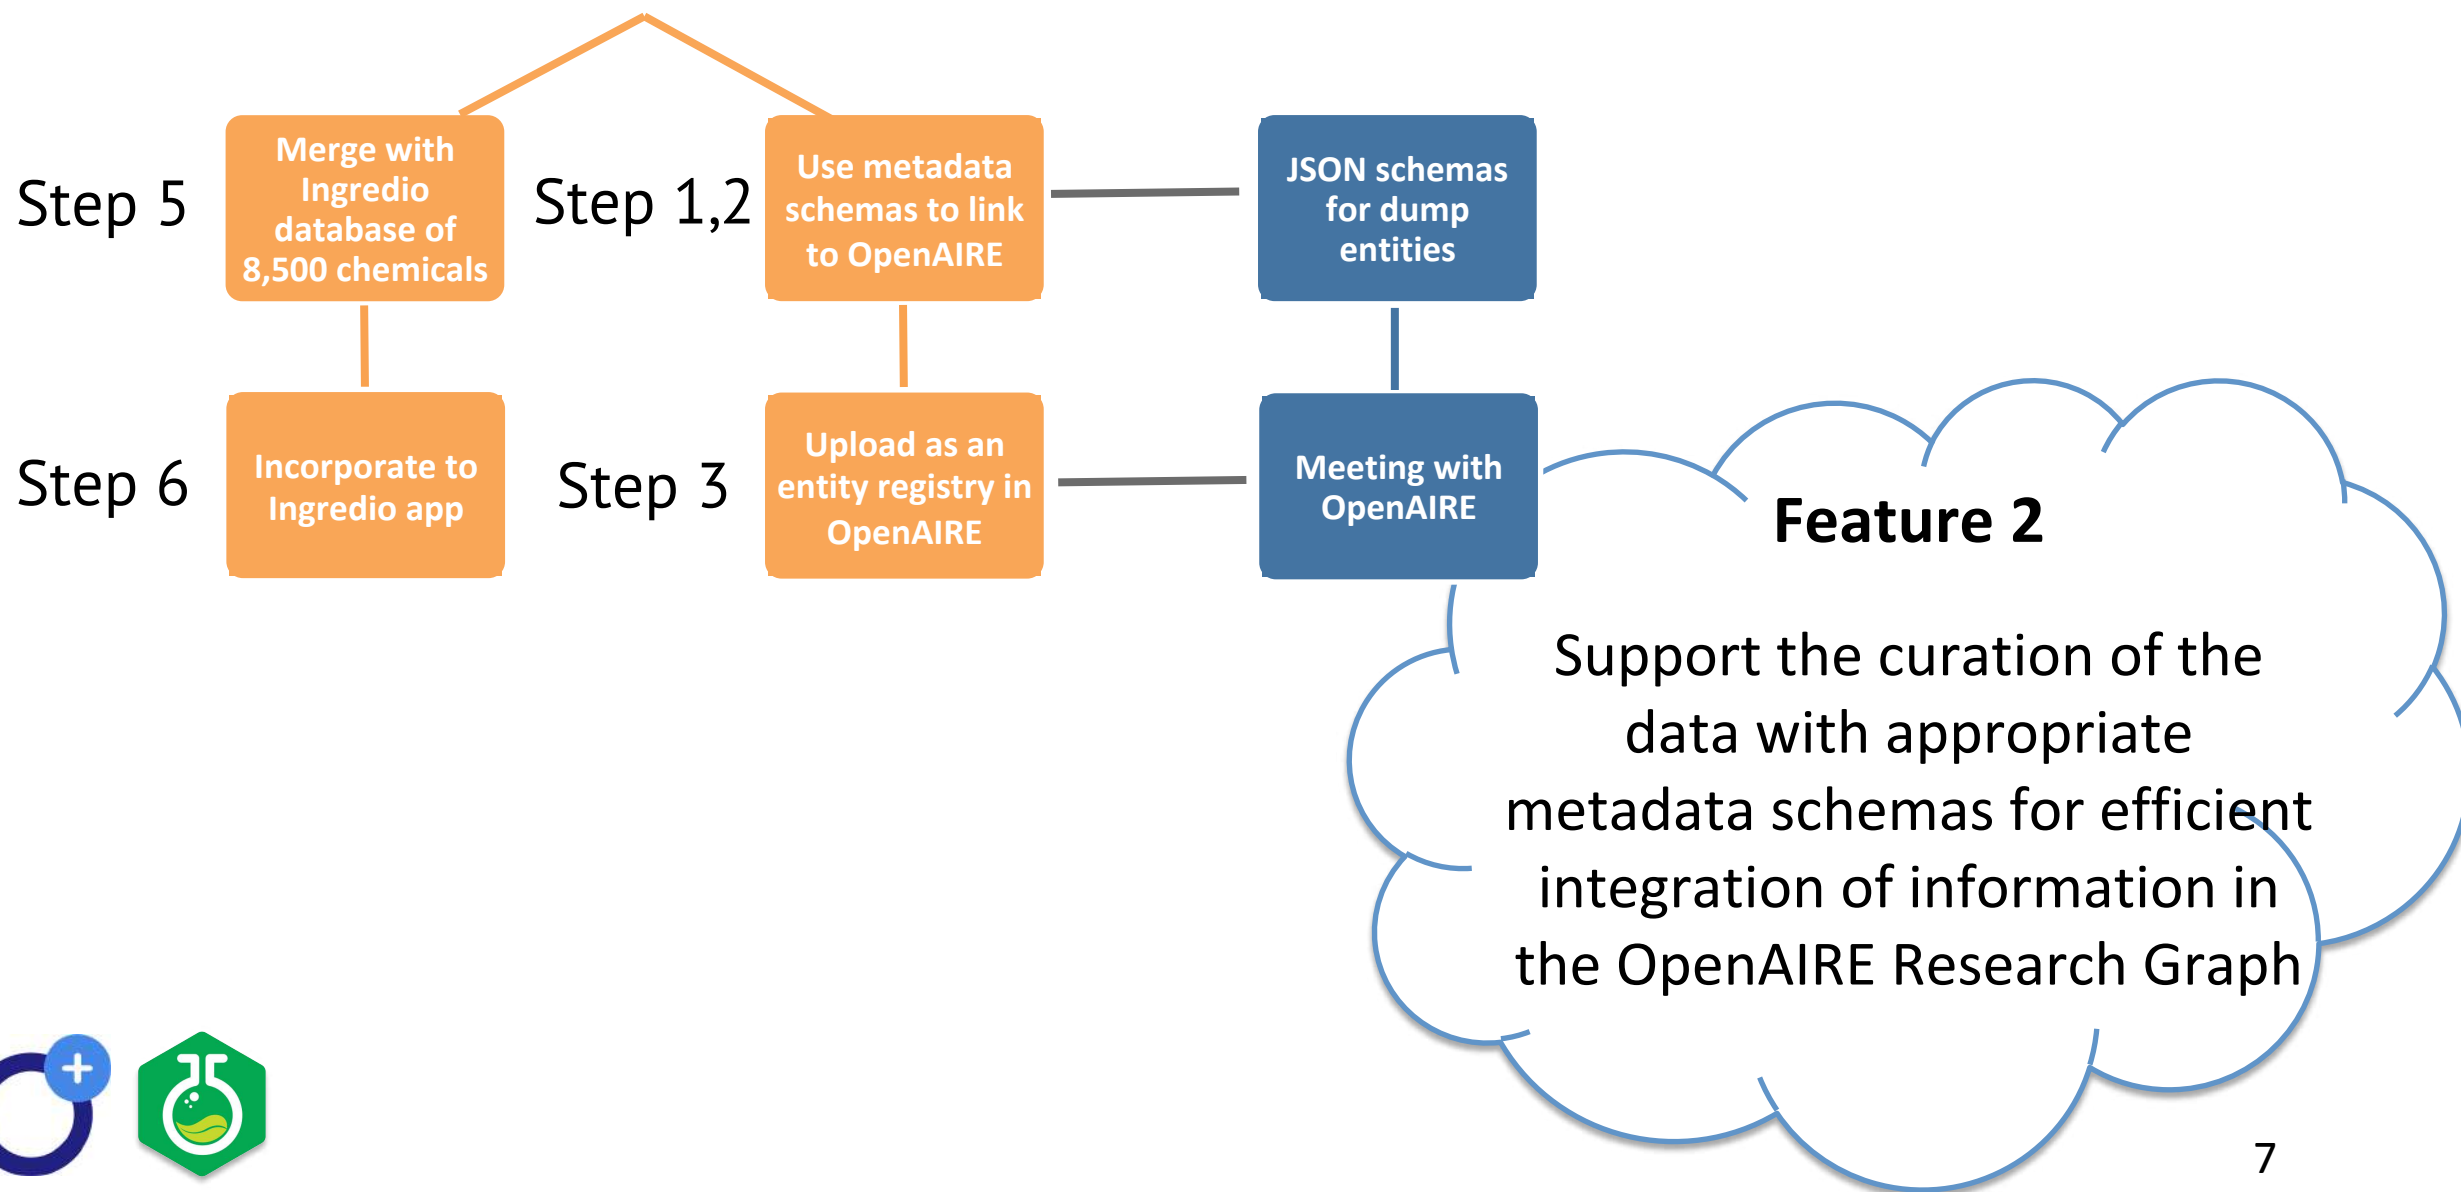 Step 5
Merge with
Ingredio
database of
8,500 chemicals
Step 1,2
Use metadata
schemas to link
to OpenAIRE
JSON schemas
for dump
entities
Step 6
Incorporate to
Ingredio app
Step 3
Upload as an
entity registry in
OpenAIRE
Meeting with
OpenAIRE
Feature 2
Support the curation of the
data with appropriate
metadata schemas for efficient
integration of information in
the OpenAIRE Research Graph
7